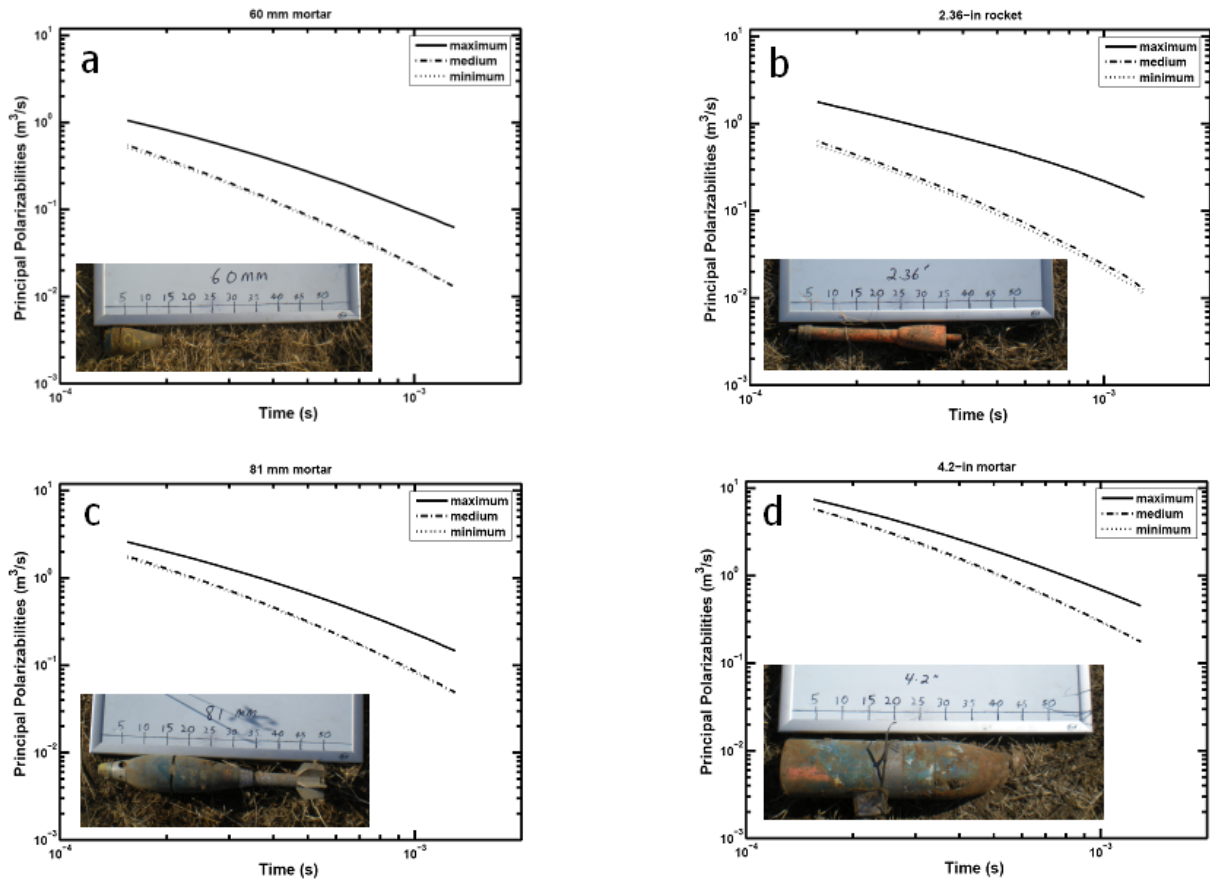 60 mm mortar
a
maximum
medium
minimum
Principal Polarizabilities (m³/s)
10¹
10⁰
10⁻¹
10⁻²
10⁻³
60mm
5 10 15 20 25 30 35 40 45 50
10⁻⁴
10⁻³
Time (s)
2.36-in rocket
b
maximum
medium
minimum
Principal Polarizabilities (m³/s)
10¹
10⁰
10⁻¹
10⁻²
10⁻³
2.36"
5 10 15 20 25 30 35 40 45 50
10⁻⁴
10⁻³
Time (s)
81 mm mortar
c
maximum
medium
minimum
Principal Polarizabilities (m³/s)
10¹
10⁰
10⁻¹
10⁻²
10⁻³
81 mm
5 10 15 20 25 30 35 40 45 50
10⁻⁴
10⁻³
Time (s)
4.2-in mortar
d
maximum
medium
minimum
Principal Polarizabilities (m³/s)
10¹
10⁰
10⁻¹
10⁻²
10⁻³
4.2"
5 10 15 20 25 30 35 40 45 50
10⁻⁴
10⁻³
Time (s)